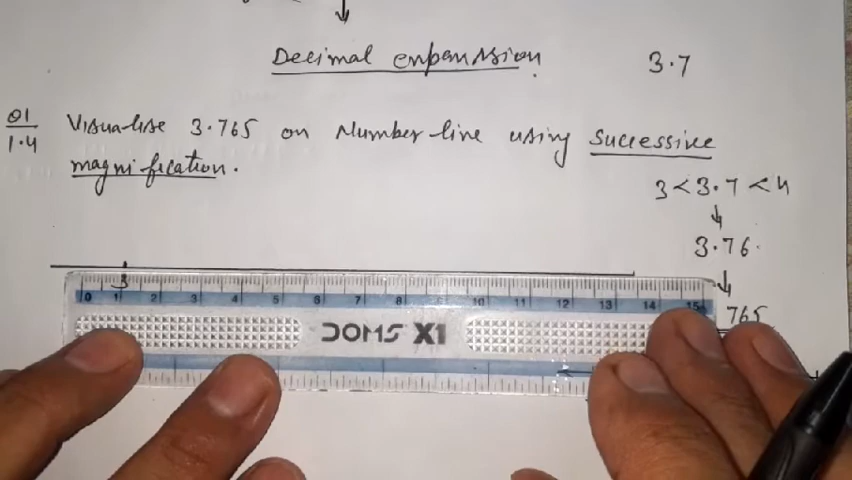 Decimal expansion
3.7
Q1
1.4
Visualise 3.765 on Number line using Successive
magnification.
3 < 3.7 < 4
3.76
765
3
0 1 2 3 4 5 6 7 8 9 10 11 12 13 14 15
DOMS X1